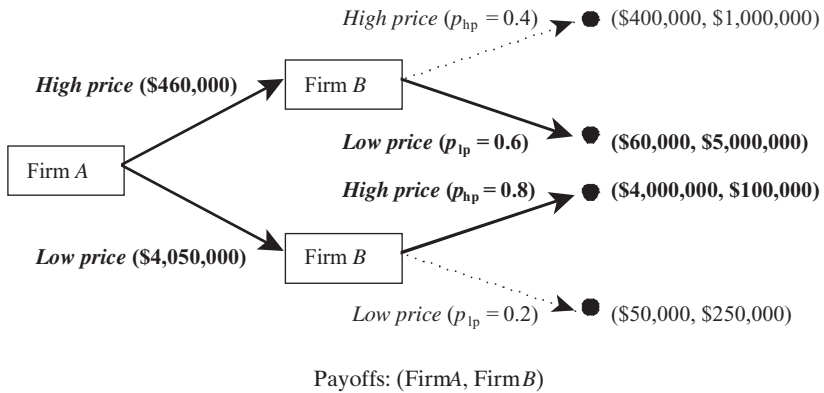 High price (p_hp = 0.4)
($400,000, $1,000,000)
High price ($460,000)
Firm B
Low price (p_lp = 0.6)
($60,000, $5,000,000)
Firm A
High price (p_hp = 0.8)
($4,000,000, $100,000)
Low price ($4,050,000)
Firm B
Low price (p_lp = 0.2)
($50,000, $250,000)
Payoffs: (FirmA, FirmB)